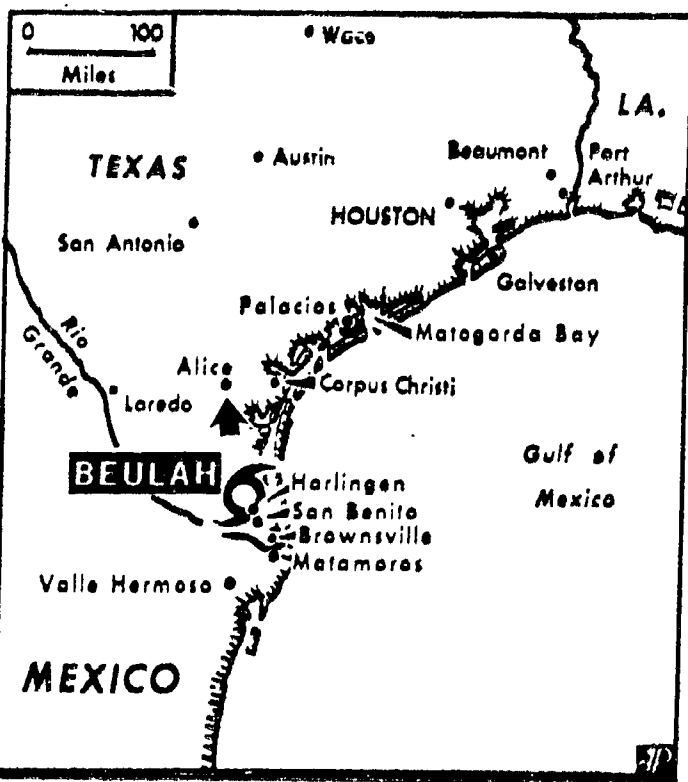 0 100
Miles
Waco
LA.
TEXAS
Austin
Beaumont
Port
Arthur
HOUSTON
San Antonio
Galveston
Palacios
Matagorda Bay
Rio
Grande
Alice
Corpus Christi
Laredo
Gulf of
Mexico
BEULAH
Harlingen
San Benito
Brownsville
Matamoros
Valle Hermoso
MEXICO
AP